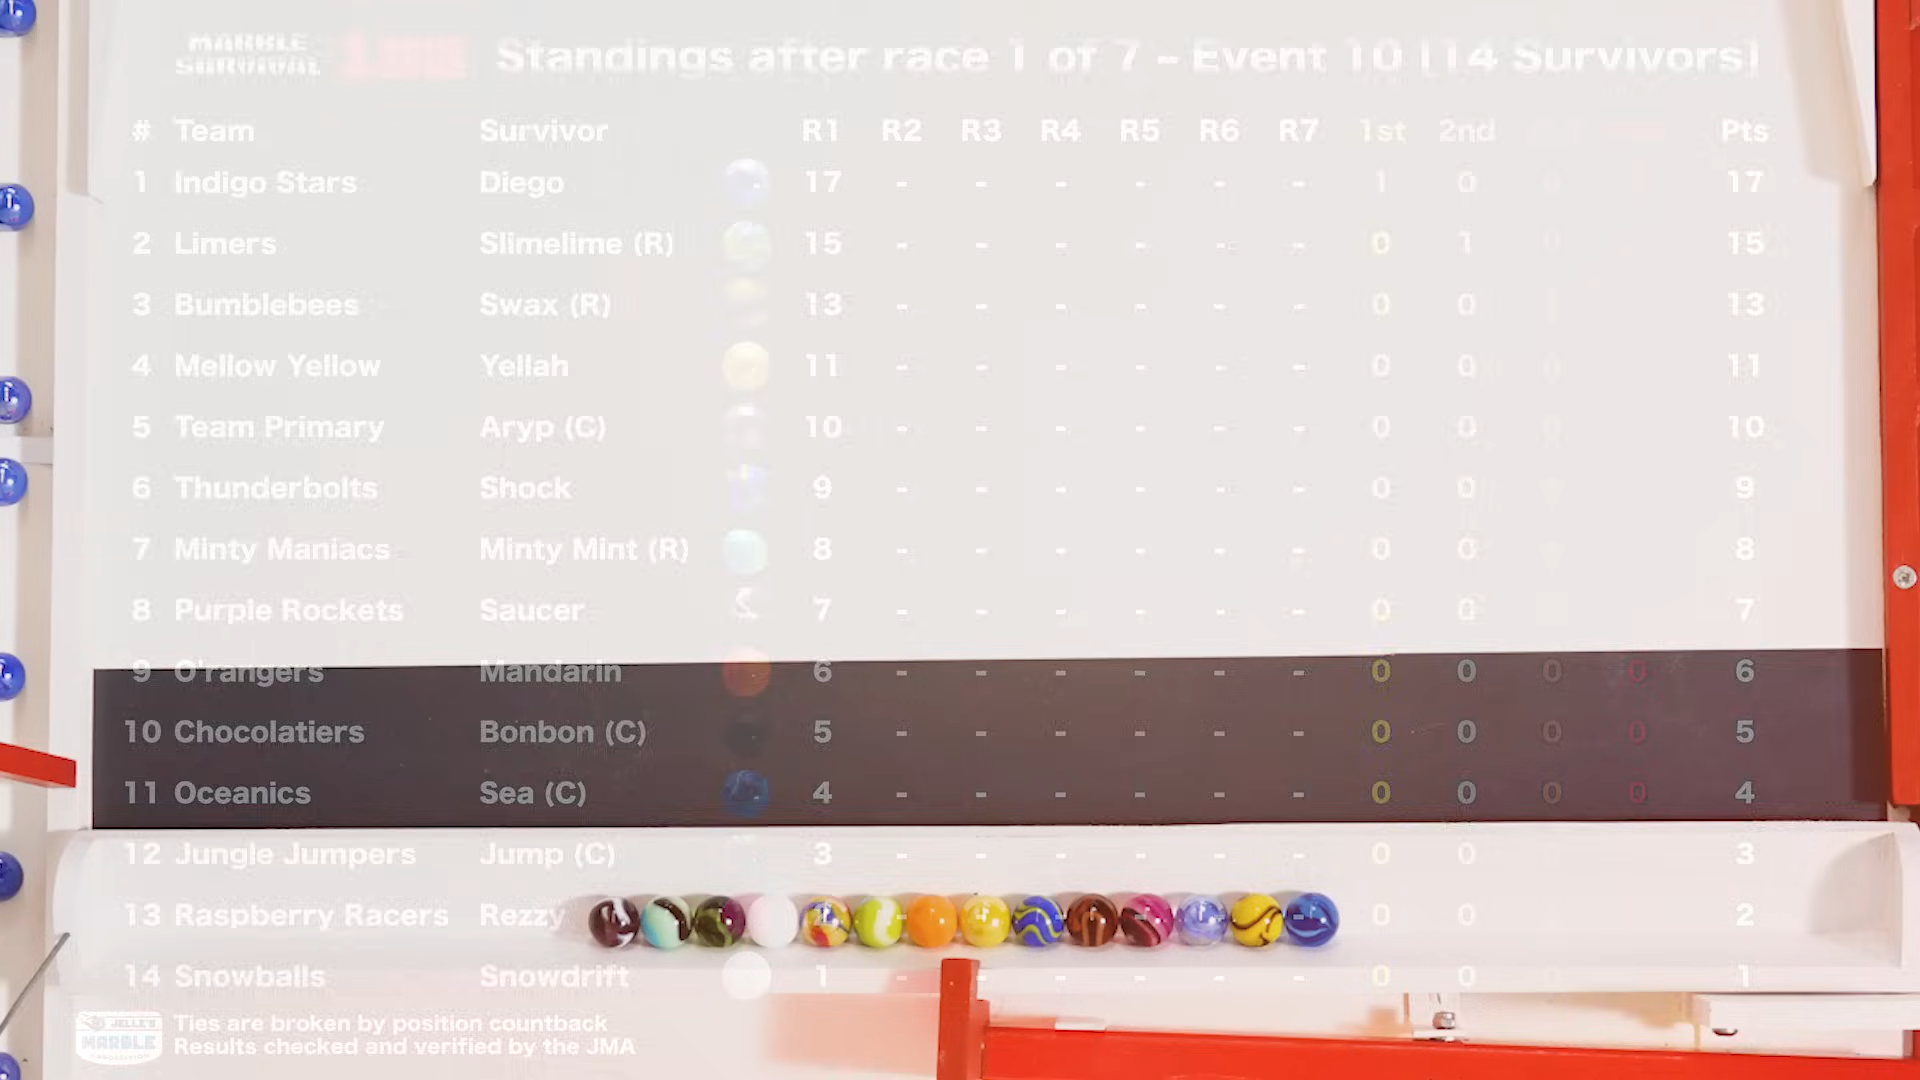 MARBLE SURVIVAL Standings after race 1 of 7 – Event 10 [14 Survivors]
# Team Survivor R1 R2 R3 R4 R5 R6 R7 1st 2nd Pts
1 Indigo Stars Diego 17 - - - - - - 1 0 17
2 Limers Slimelime (R) 15 - - - - - - 0 1 15
3 Bumblebees Swax (R) 13 - - - - - - 0 0 13
4 Mellow Yellow Yellah 11 - - - - - - 0 0 11
5 Team Primary Aryp (C) 10 - - - - - - 0 0 10
6 Thunderbolts Shock 9 - - - - - - 0 0 9
7 Minty Maniacs Minty Mint (R) 8 - - - - - - 0 0 8
8 Purple Rockets Saucer 7 - - - - - - 0 0 7
9 O'rangers Mandarin 6 - - - - - - 0 0 0 0 6
10 Chocolatiers Bonbon (C) 5 - - - - - - 0 0 0 0 5
11 Oceanics Sea (C) 4 - - - - - - 0 0 0 0 4
12 Jungle Jumpers Jump (C) 3 - - - - - - 0 0 3
13 Raspberry Racers Rezzy 1 - - - - - - 0 0 2
14 Snowballs Snowdrift 1 - - - - - - 0 0 1
JELLE'S MARBLE Ties are broken by position countback
Results checked and verified by the JMA